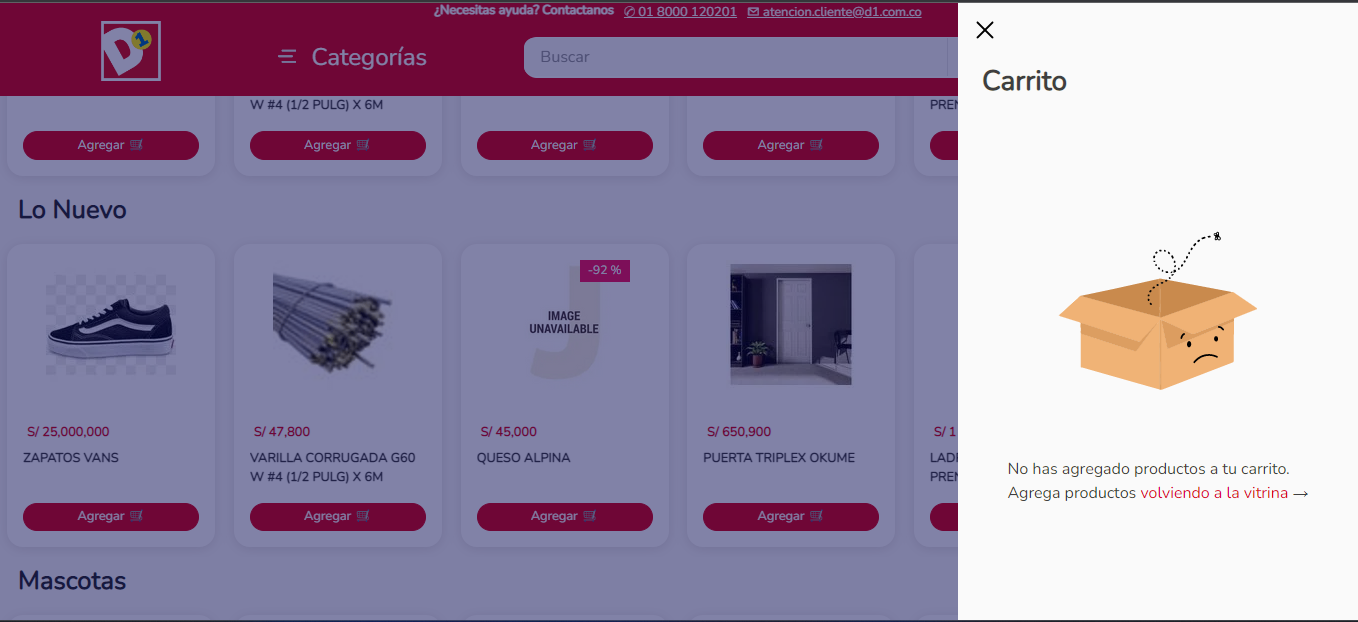 ¿Necesitas ayuda? Contactanos ✆ 01 8000 120201 ✉ atencion.cliente@d1.com.co
D1
Categorías
Buscar
W #4 (1/2 PULG) X 6M
Agregar 🛒
Agregar 🛒
Agregar 🛒
Agregar 🛒
Lo Nuevo
-92 %
IMAGE
UNAVAILABLE
S/ 25,000,000
ZAPATOS VANS
Agregar 🛒
S/ 47,800
VARILLA CORRUGADA G60
W #4 (1/2 PULG) X 6M
Agregar 🛒
S/ 45,000
QUESO ALPINA
Agregar 🛒
S/ 650,900
PUERTA TRIPLEX OKUME
Agregar 🛒
S/ 1
Mascotas
Carrito
No has agregado productos a tu carrito.
Agrega productos volviendo a la vitrina →